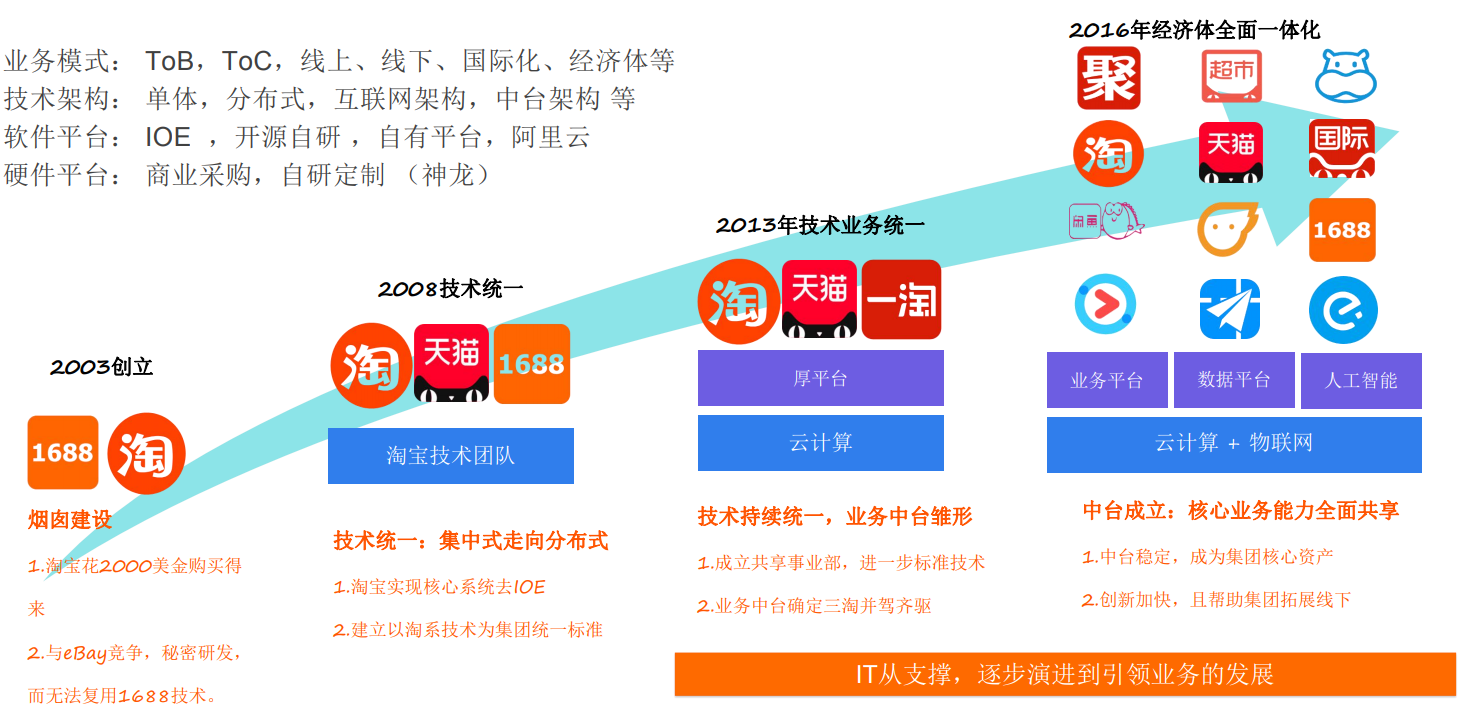 业务模式： ToB，ToC，线上、线下、国际化、经济体等
技术架构： 单体，分布式，互联网架构，中台架构 等
软件平台： IOE ，开源自研 ，自有平台，阿里云
硬件平台： 商业采购，自研定制 （神龙）
2003创立
1688
淘
烟囱建设
1.淘宝花2000美金购买得
来
2.与eBay竞争，秘密研发，
而无法复用1688技术。
2008技术统一
淘
天猫
1688
淘宝技术团队
技术统一：集中式走向分布式
1.淘宝实现核心系统去IOE
2.建立以淘系技术为集团统一标准
2013年技术业务统一
淘
天猫
一淘
厚平台
云计算
技术持续统一，业务中台雏形
1.成立共享事业部，进一步标准技术
2.业务中台确定三淘并驾齐驱
2016年经济体全面一体化
聚
超市
淘
天猫
国际
闲鱼
1688
业务平台
数据平台
人工智能
云计算 + 物联网
中台成立：核心业务能力全面共享
1.中台稳定，成为集团核心资产
2.创新加快，且帮助集团拓展线下
IT从支撑，逐步演进到引领业务的发展